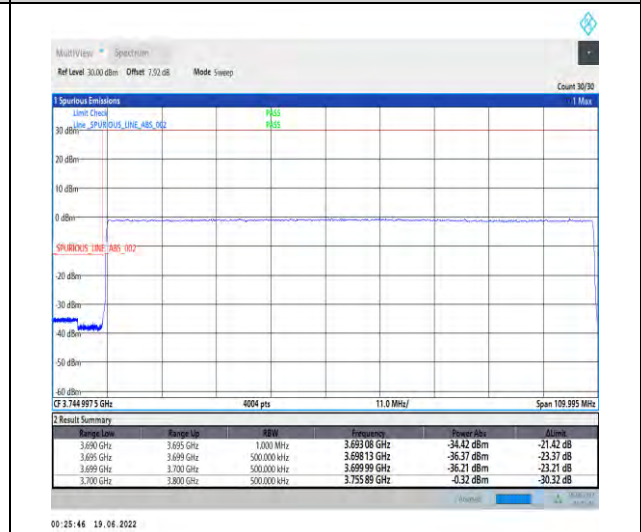 MultiView Spectrum
Ref Level 30.00 dBm Offset 7.92 dB Mode Sweep
Count 30/30
1 Spurious Emissions 1 Max
Limit Check PASS
Line _SPURIOUS_LINE_ABS_002 PASS
30 dBm
20 dBm
10 dBm
0 dBm
SPURIOUS_LINE_ABS_002
-20 dBm
-30 dBm
-40 dBm
-50 dBm
-60 dBm
CF 3.744 997 5 GHz 4004 pts 11.0 MHz/ Span 109.995 MHz
2 Result Summary
Range Low Range Up RBW Frequency Power Abs ΔLimit
3.690 GHz 3.695 GHz 1.000 MHz 3.693 08 GHz -34.42 dBm -21.42 dB
3.695 GHz 3.699 GHz 500.000 kHz 3.698 13 GHz -36.37 dBm -23.37 dB
3.699 GHz 3.700 GHz 500.000 kHz 3.699 99 GHz -36.21 dBm -23.21 dB
3.700 GHz 3.800 GHz 500.000 kHz 3.755 89 GHz -0.32 dBm -30.32 dB
00:25:46 19.06.2022